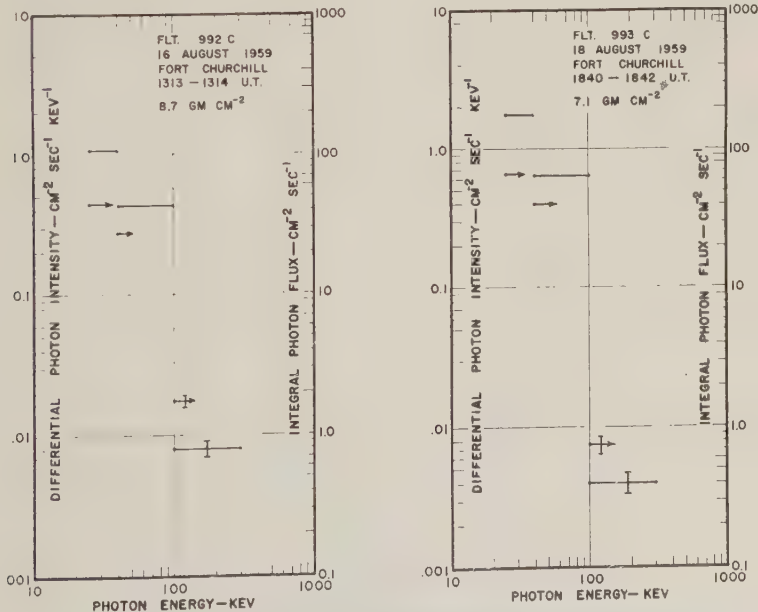 10
1.0
0.1
.01
.001
DIFFERENTIAL PHOTON INTENSITY—CM⁻² SEC⁻¹ KEV⁻¹
FLT. 992 C
16 AUGUST 1959
FORT CHURCHILL
1313 — 1314 U.T.
8.7 GM CM⁻²
1000
100
10
1.0
0.1
INTEGRAL PHOTON FLUX—CM⁻² SEC⁻¹
10
100
1000
PHOTON ENERGY—KEV
10
1.0
0.1
.01
.001
DIFFERENTIAL PHOTON INTENSITY—CM⁻² SEC⁻¹ KEV⁻¹
FLT. 993 C
18 AUGUST 1959
FORT CHURCHILL
1840 — 1842 U.T.
7.1 GM CM⁻²
1000
100
10
1.0
0.1
INTEGRAL PHOTON FLUX—CM⁻² SEC⁻¹
10
100
1000
PHOTON ENERGY—KEV